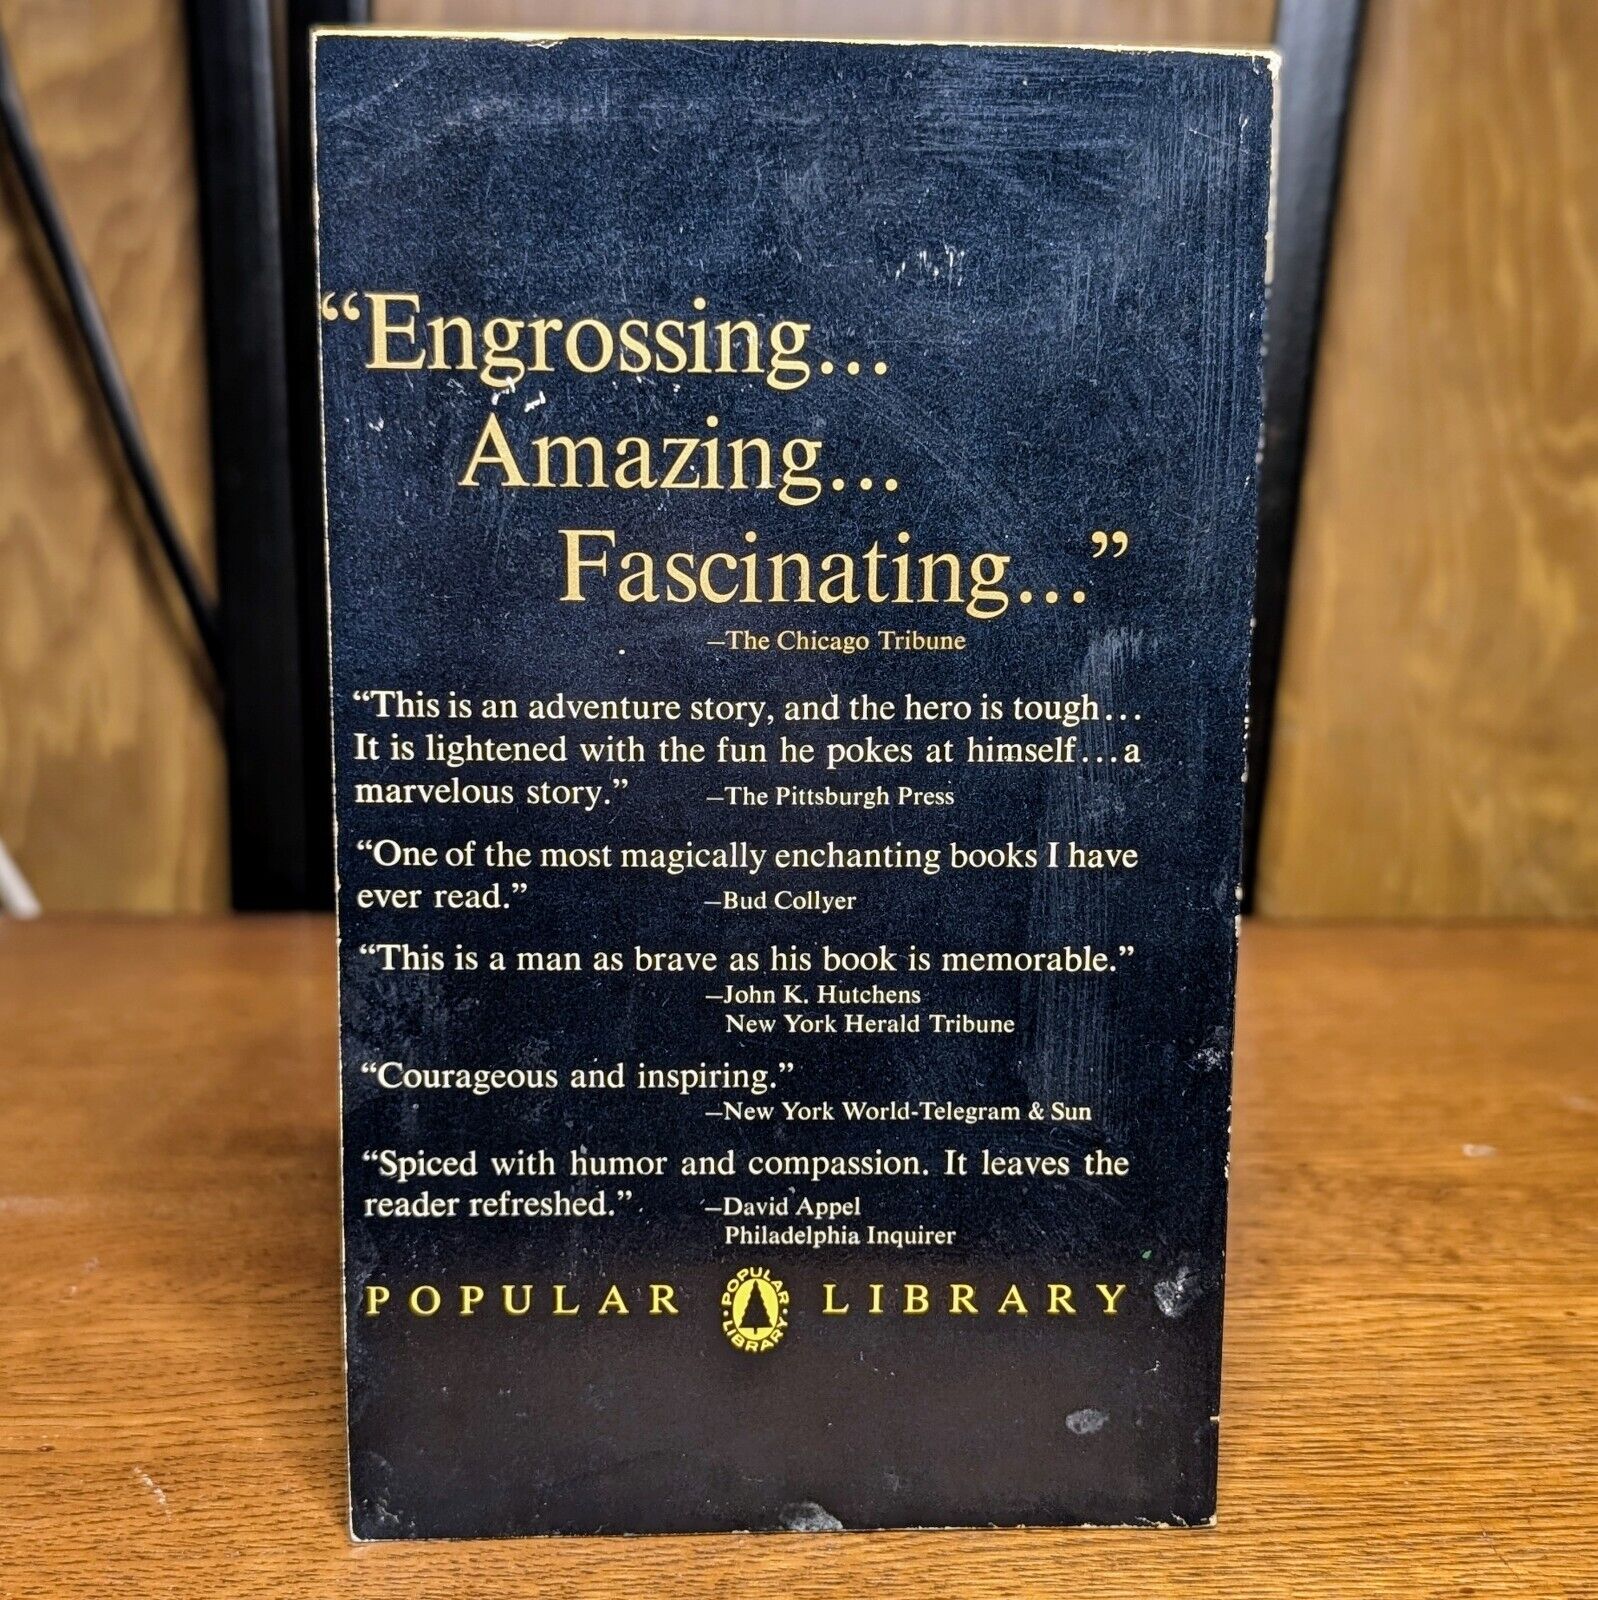 “Engrossing...
Amazing...
Fascinating...”
–The Chicago Tribune
“This is an adventure story, and the hero is tough...
It is lightened with the fun he pokes at himself...a
marvelous story.” –The Pittsburgh Press
“One of the most magically enchanting books I have
ever read.” –Bud Collyer
“This is a man as brave as his book is memorable.”
–John K. Hutchens
New York Herald Tribune
“Courageous and inspiring.”
–New York World-Telegram & Sun
“Spiced with humor and compassion. It leaves the
reader refreshed.” –David Appel
Philadelphia Inquirer
POPULAR POPULAR LIBRARY LIBRARY